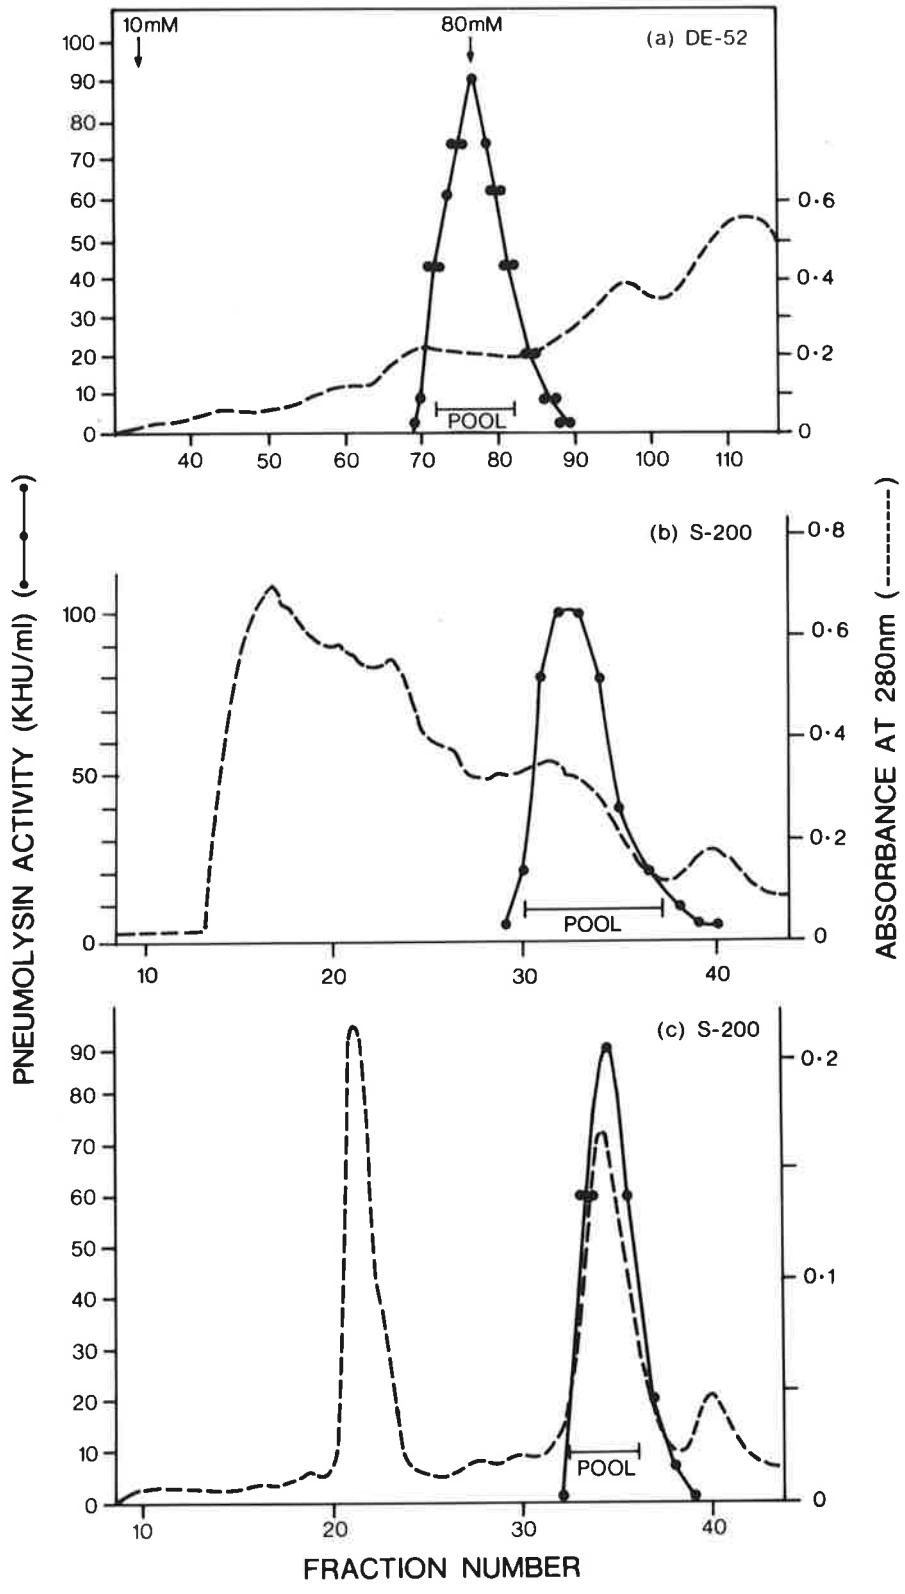 10mM
80mM
(a) DE-52
100
90
80
70
60
50
40
30
20
10
0
0·6
0·4
0·2
0
POOL
40 50 60 70 80 90 100 110
(b) S-200
100
50
0
0·8
0·6
0·4
0·2
0
POOL
10 20 30 40
(c) S-200
90
80
70
60
50
40
30
20
10
0
0·2
0·1
0
POOL
10 20 30 40
FRACTION NUMBER
PNEUMOLYSIN ACTIVITY (KHU/ml) ( )
ABSORBANCE AT 280nm (------)